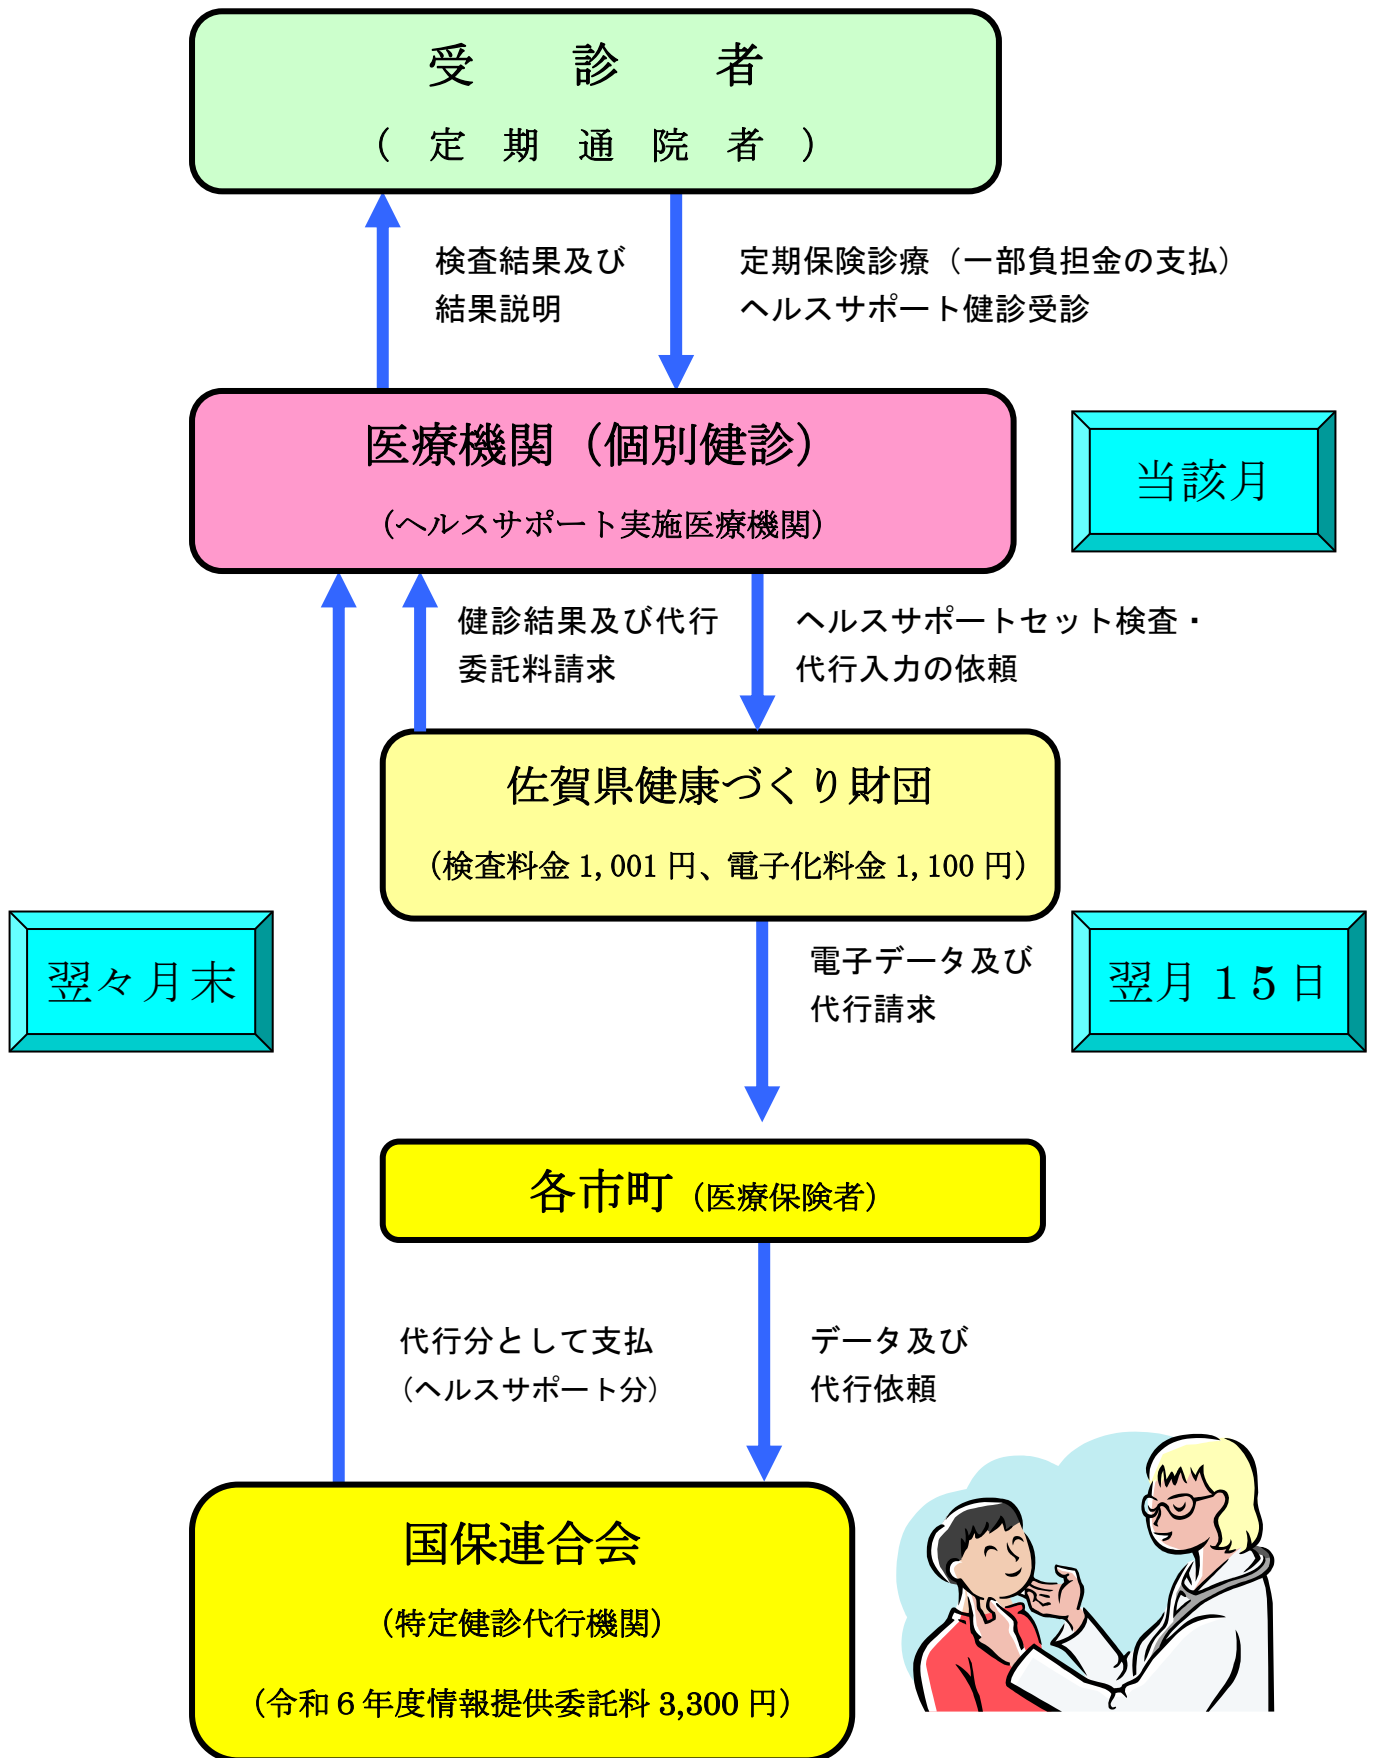 受　診　者
（定期通院者）
検査結果及び
結果説明
定期保険診療（一部負担金の支払）
ヘルスサポート健診受診
医療機関（個別健診）
（ヘルスサポート実施医療機関）
当該月
健診結果及び代行
委託料請求
ヘルスサポートセット検査・
代行入力の依頼
佐賀県健康づくり財団
（検査料金 1,001 円、電子化料金 1,100 円）
翌々月末
電子データ及び
代行請求
翌月１５日
各市町（医療保険者）
代行分として支払
（ヘルスサポート分）
データ及び
代行依頼
国保連合会
（特定健診代行機関）
（令和６年度情報提供委託料 3,300 円）